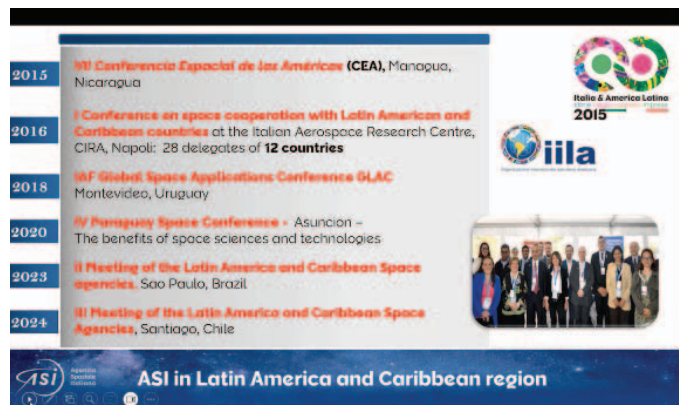 2015
VII Conferencia Espacial de las Américas (CEA), Managua,
Nicaragua
2016
I Conference on space cooperation with Latin American and
Caribbean countries at the Italian Aerospace Research Centre,
CIRA, Napoli: 28 delegates of 12 countries
2018
IAF Global Space Applications Conference GLAC
Montevideo, Uruguay
2020
IV Paraguay Space Conference - Asuncion –
The benefits of space sciences and technologies
2023
II Meeting of the Latin America and Caribbean Space
agencies, Sao Paulo, Brazil
2024
III Meeting of the Latin America and Caribbean Space
Agencies, Santiago, Chile
Italia & America Latina
2015
iila
ASI
Agenzia
Spaziale
Italiana
ASI in Latin America and Caribbean region